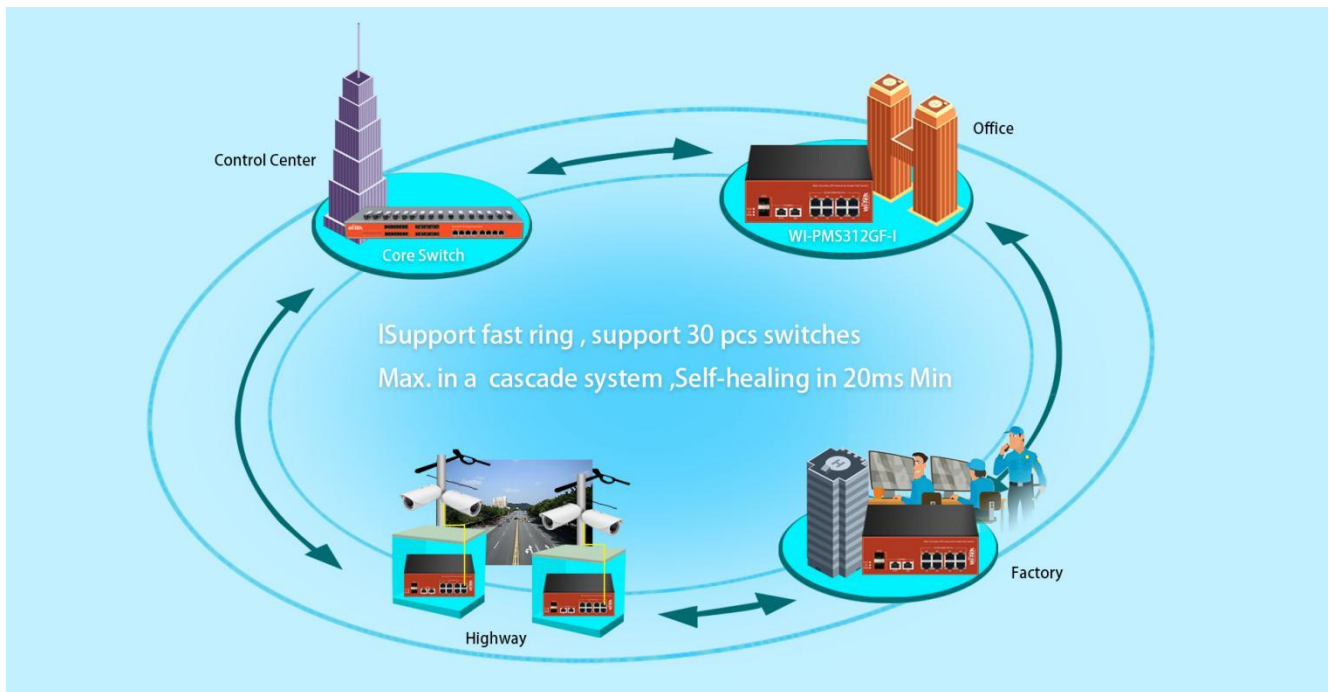 Control Center
Office
Core Switch
WI-PMS312GF-I
lSupport fast ring , support 30 pcs switches
Max. in a cascade system ,Self-healing in 20ms Min
Highway
Factory